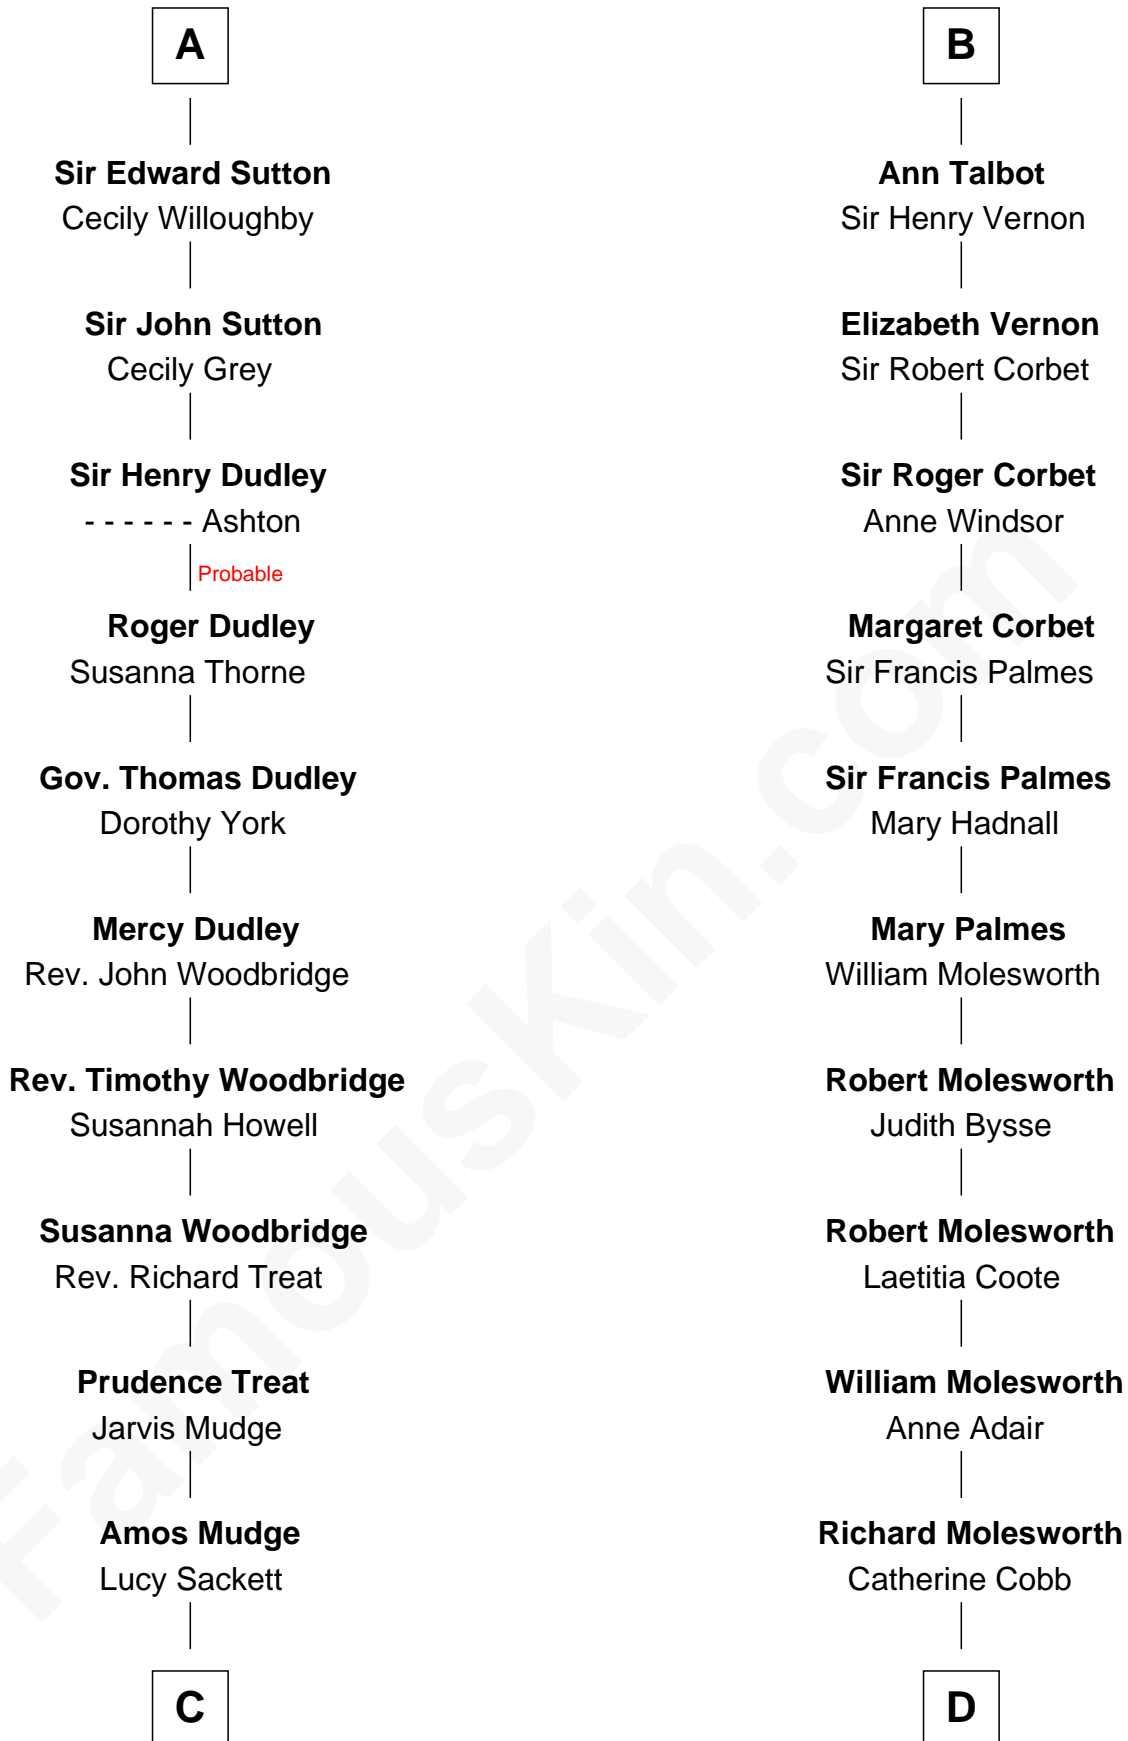 A
Sir Edward Sutton
Cecily Willoughby
Sir John Sutton
Cecily Grey
Sir Henry Dudley
- - - - - - Ashton
Probable
Roger Dudley
Susanna Thorne
Gov. Thomas Dudley
Dorothy York
Mercy Dudley
Rev. John Woodbridge
Rev. Timothy Woodbridge
Susannah Howell
Susanna Woodbridge
Rev. Richard Treat
Prudence Treat
Jarvis Mudge
Amos Mudge
Lucy Sackett
C
B
Ann Talbot
Sir Henry Vernon
Elizabeth Vernon
Sir Robert Corbet
Sir Roger Corbet
Anne Windsor
Margaret Corbet
Sir Francis Palmes
Sir Francis Palmes
Mary Hadnall
Mary Palmes
William Molesworth
Robert Molesworth
Judith Bysse
Robert Molesworth
Laetitia Coote
William Molesworth
Anne Adair
Richard Molesworth
Catherine Cobb
D
FamousKin.com